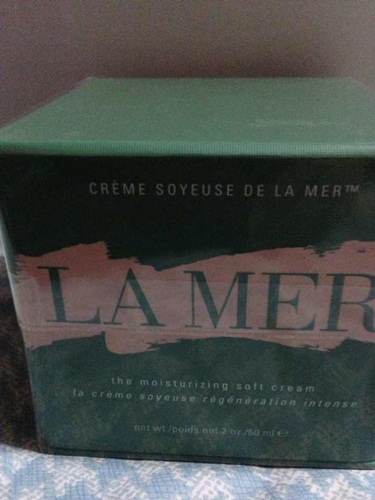 CRÈME SOYEUSE DE LA MER™
LA MER
the moisturizing soft cream
la crème soyeuse régénération intense
net wt./poids net 2 oz./60 ml e